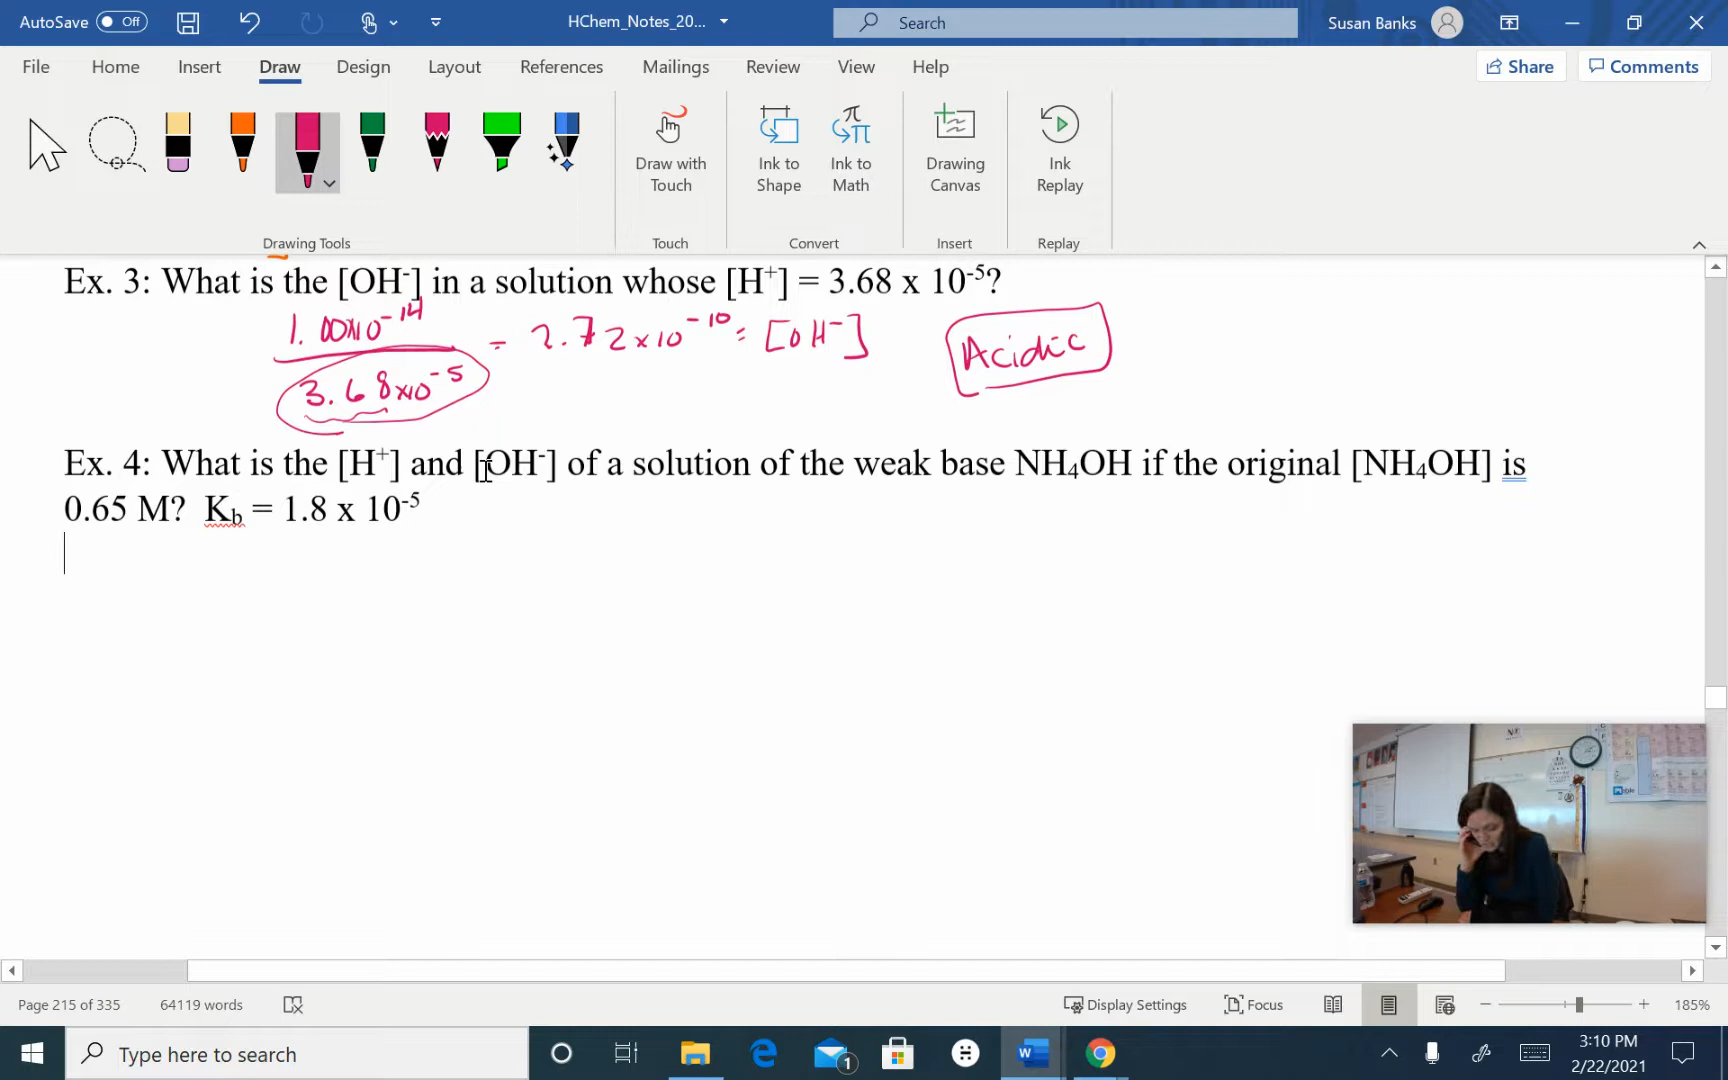 AutoSave Off HChem_Notes_20... Search Susan Banks
File Home Insert Draw Design Layout References Mailings Review View Help Share Comments
Draw with Touch
Ink to Shape
Ink to Math
Drawing Canvas
Ink Replay
Drawing Tools Touch Convert Insert Replay
Ex. 3: What is the [OH⁻] in a solution whose [H⁺] = 3.68 x 10⁻⁵?
1.00x10⁻¹⁴
= 2.72x10⁻¹⁰ = [OH⁻] Acidic
3.68x10⁻⁵
Ex. 4: What is the [H⁺] and [OH⁻] of a solution of the weak base NH₄OH if the original [NH₄OH] is
0.65 M? K_b = 1.8 x 10⁻⁵
Page 215 of 335 64119 words Display Settings Focus 185%
Type here to search 1 3:10 PM
2/22/2021